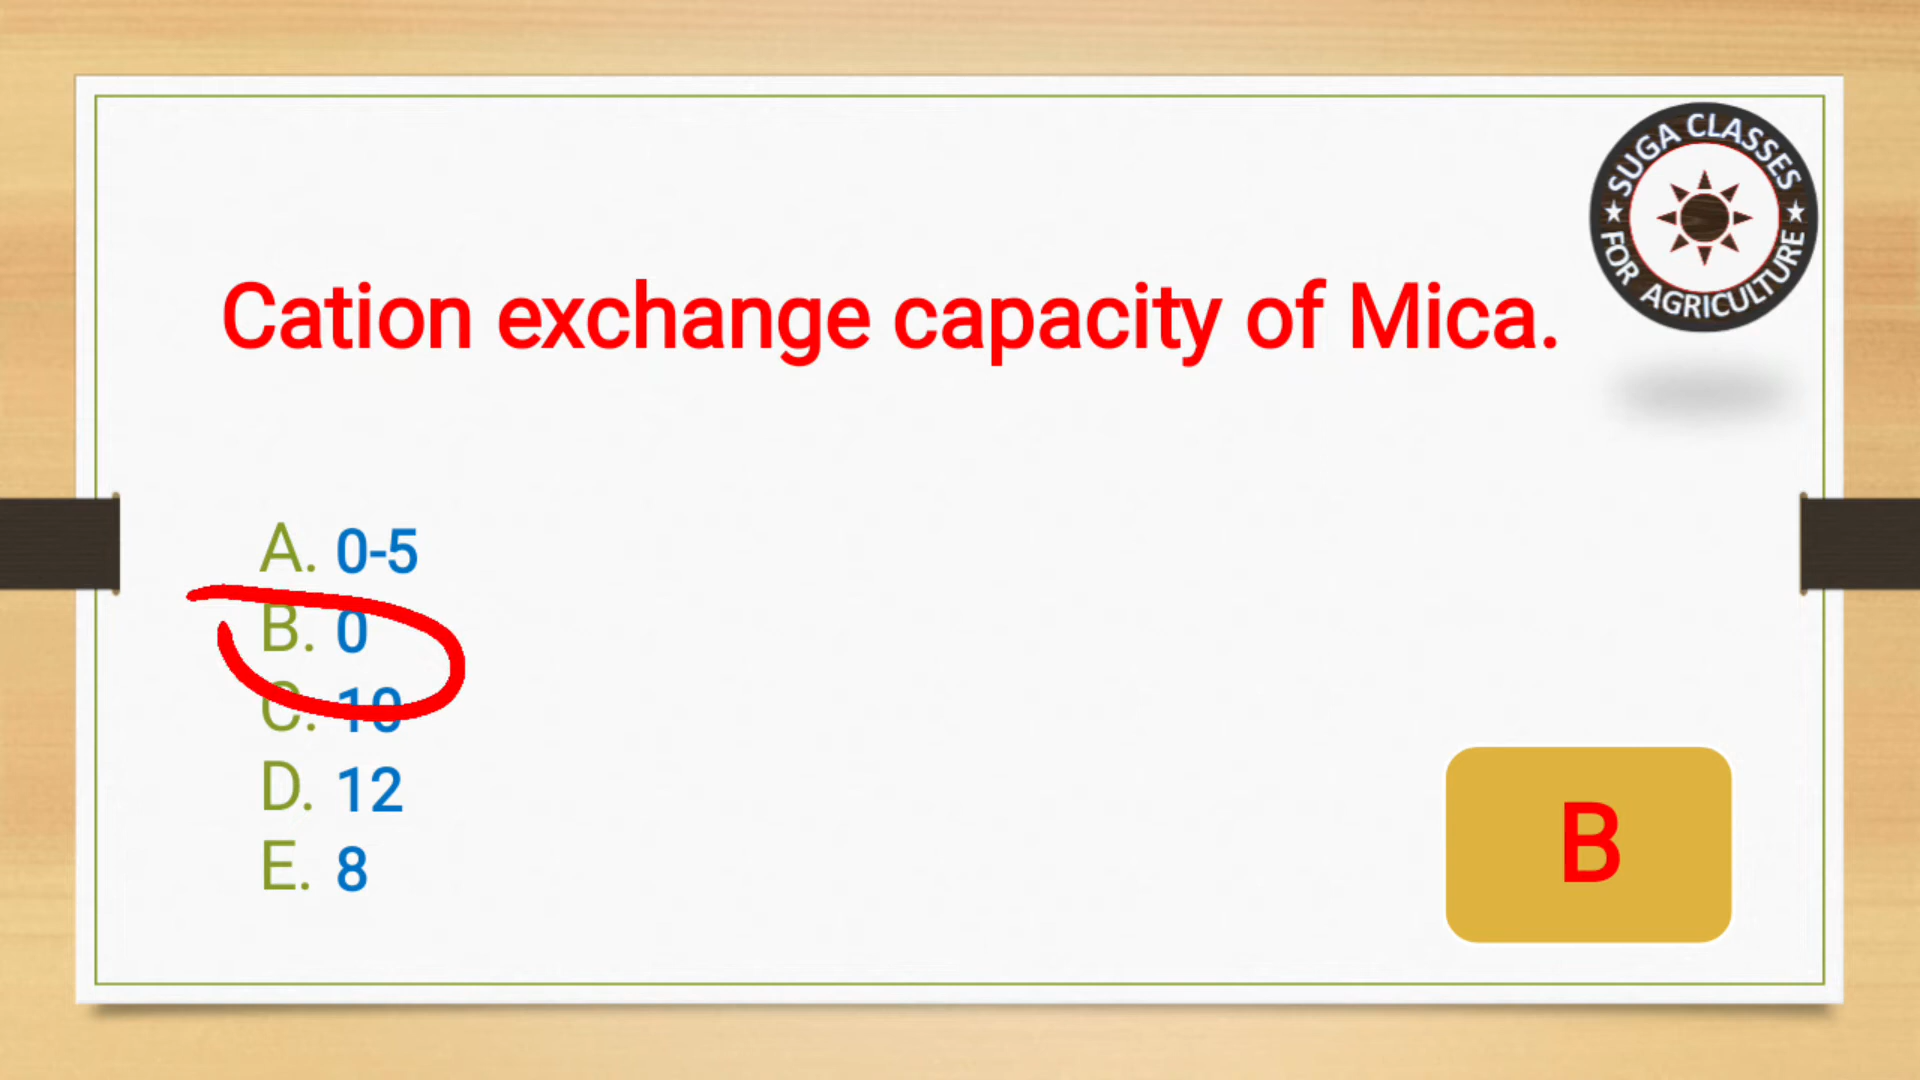 SUGA CLASSES
FOR AGRICULTURE
Cation exchange capacity of Mica.
A. 0-5
B. 0
C. 10
D. 12
E. 8
B